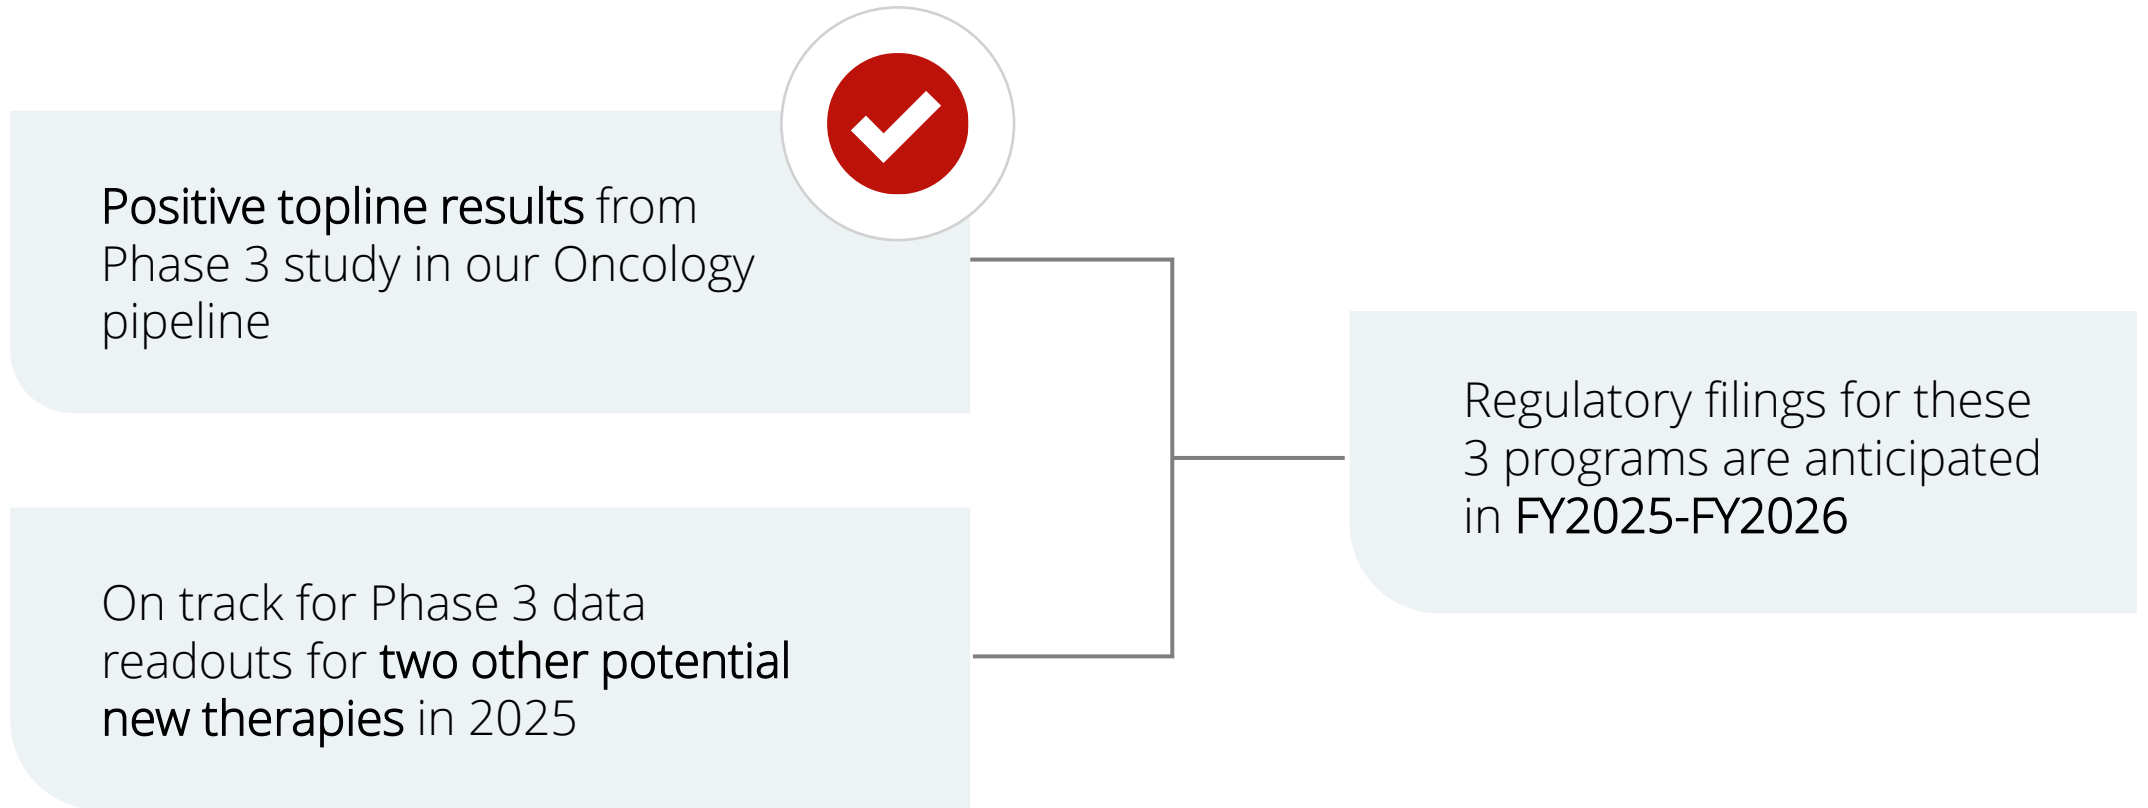 Positive topline results from
Phase 3 study in our Oncology
pipeline
On track for Phase 3 data
readouts for two other potential
new therapies in 2025
Regulatory filings for these
3 programs are anticipated
in FY2025-FY2026